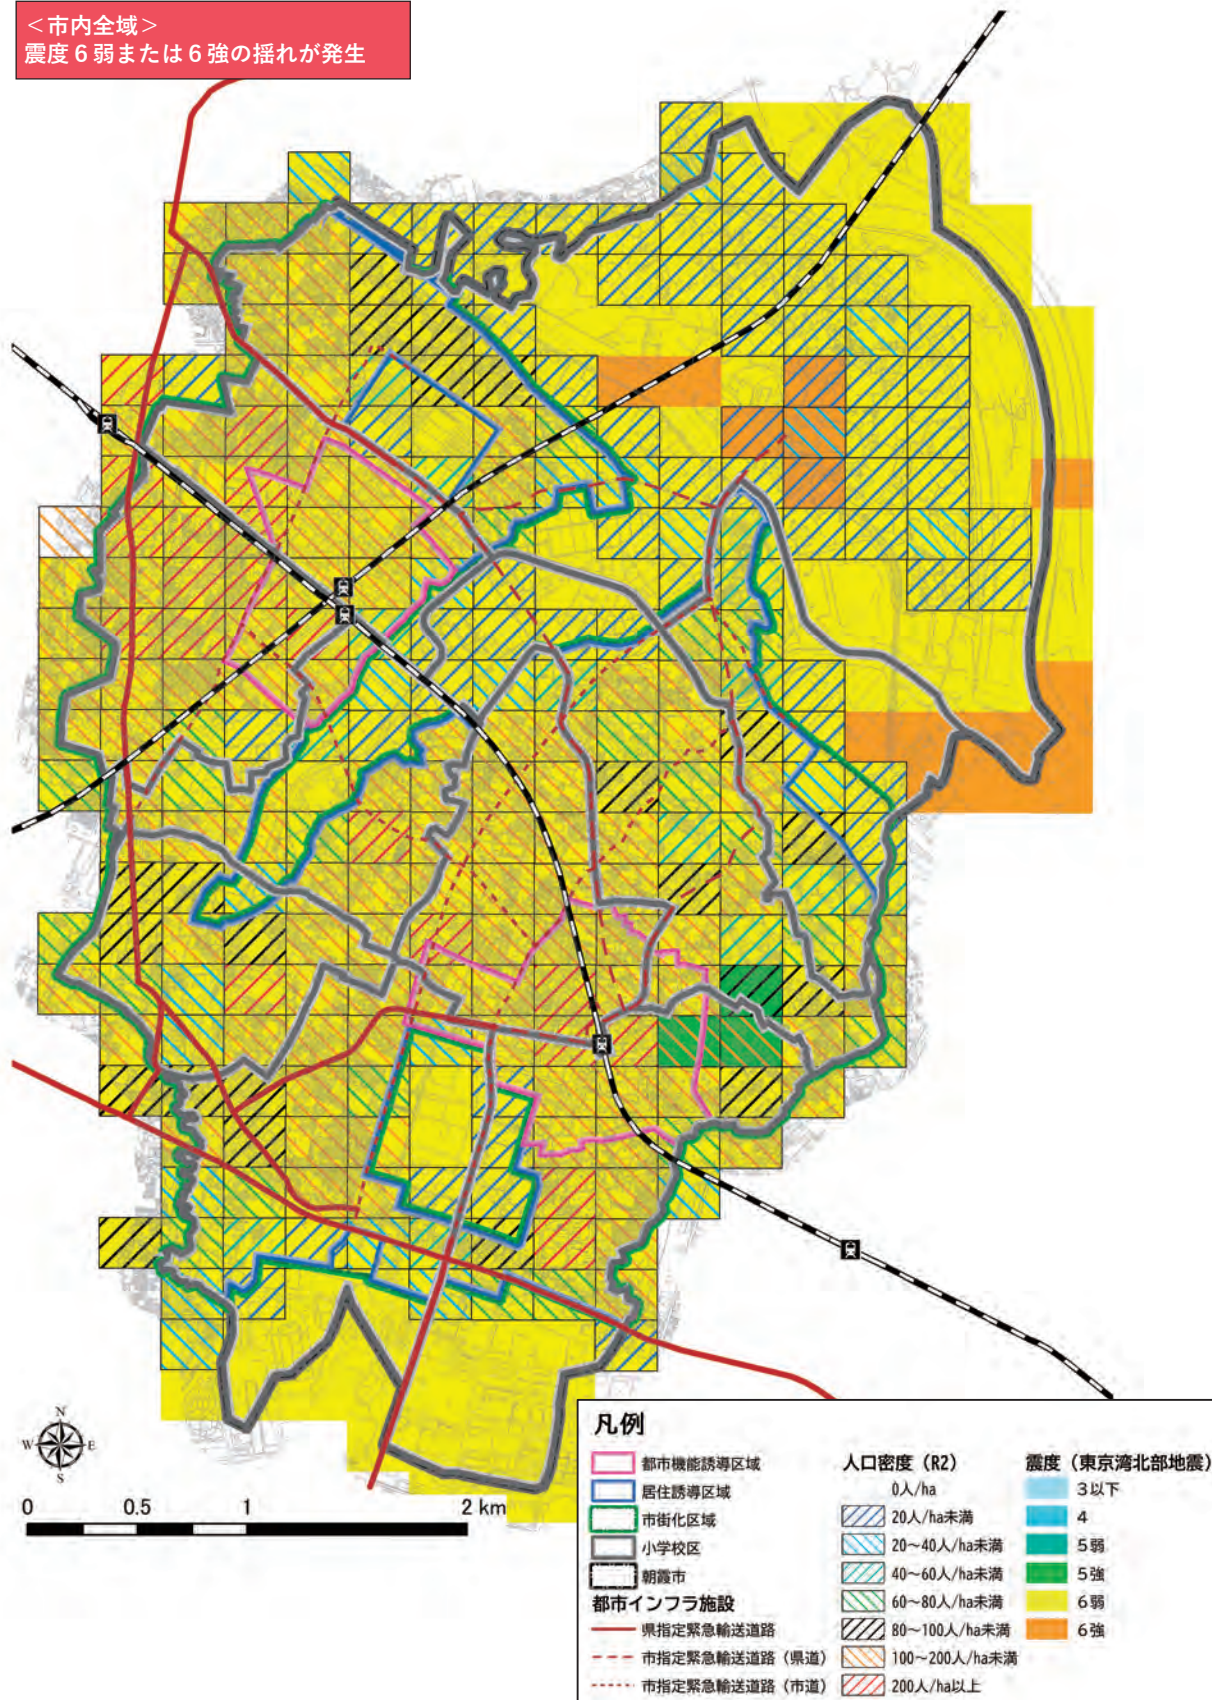 ＜市内全域＞
震度６弱または６強の揺れが発生
N
W
E
S
0
0.5
1
2 km
凡例
都市機能誘導区域
居住誘導区域
市街化区域
小学校区
朝霞市
都市インフラ施設
県指定緊急輸送道路
市指定緊急輸送道路（県道）
市指定緊急輸送道路（市道）
人口密度（R2）
0人/ha
20人/ha未満
20～40人/ha未満
40～60人/ha未満
60～80人/ha未満
80～100人/ha未満
100～200人/ha未満
200人/ha以上
震度（東京湾北部地震）
3以下
4
5弱
5強
6弱
6強